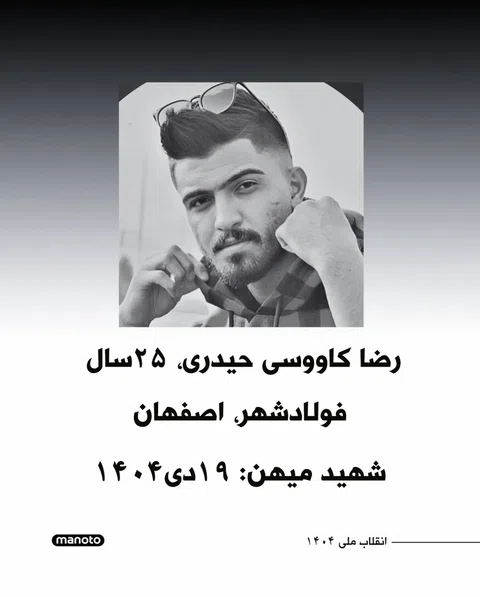 رضا کاووسی حیدری، ۲۵سال
فولادشهر، اصفهان
شهید میهن: ۱۹دی۱۴۰۴
انقلاب ملی ۱۴۰۴
manoto